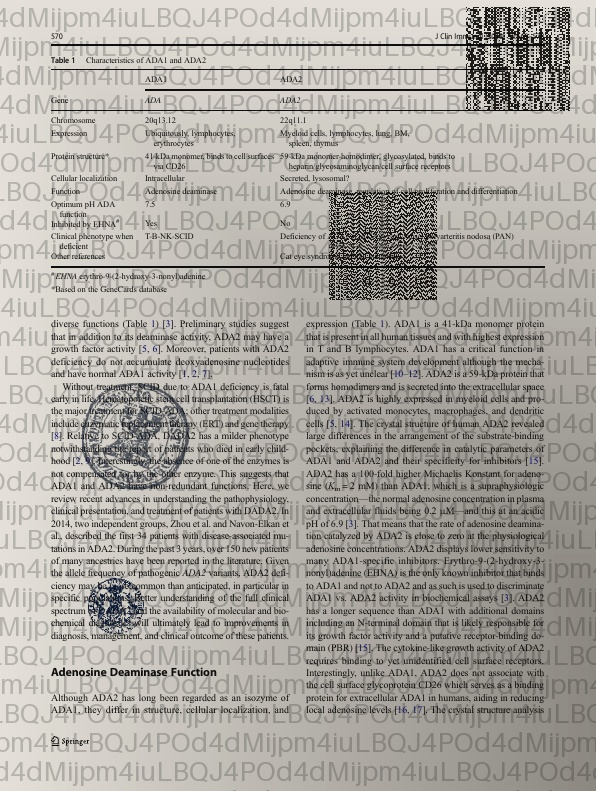 570
J Clin
Table 1 Characteristics of ADA1 and ADA2
ADA1 ADA2
Gene ADA ADA2
Chromosome 20q13.12 22q11.1
Expression Ubiquitously, lymphocytes, Myeloid cells, lymphocytes, lung, BM,
erythrocytes spleen, thymus
Protein structure* 41-kDa monomer, binds to cell surfaces 59-kDa monomer-homodimer, glycosylated, binds to
via CD26 heparin/glycosaminoglycan/cell surface receptors
Cellular localization Intracellular Secreted, lysosomal?
Function Adenosine deaminase Adenosine deaminase, regulation of cell proliferation and differentiation
Optimum pH ADA 7.5 6.9
function
Inhibited by EHNA# Yes No
Clinical phenotype when T-B-NK-SCID Deficiency of varteritis nodosa (PAN)
deficient
Other references Cat eye syndrome
#EHNA erythro-9-(2-hydroxy-3-nonyl)adenine
*Based on the GeneCards database
diverse functions (Table 1) [3]. Preliminary studies suggest
that in addition to its deaminase activity, ADA2 may have a
growth factor activity [5, 6]. Moreover, patients with ADA2
deficiency do not accumulate deoxyadenosine nucleotides
and have normal ADA1 activity [1, 2, 7].
Without treatment, SCID due to ADA1 deficiency is fatal
early in life. Hematopoietic stem cell transplantation (HSCT) is
the major treatment for SCID-ADA, other treatment modalities
include enzymatic replacement therapy (ERT) and gene therapy
[8]. Relative to SCID-ADA, DADA2 has a milder phenotype
notwithstanding the report of patients who died in early child-
hood [2, 9]. Interestingly, the absence of one of the enzymes is
not compensated for by the other enzyme. This suggests that
ADA1 and ADA2 have non-redundant functions. Here, we
review recent advances in understanding the pathophysiology,
clinical presentation, and treatment of patients with DADA2. In
2014, two independent groups, Zhou et al. and Navon-Elkan et
al., described the first 34 patients with disease-associated mu-
tations in ADA2. During the past 3 years, over 150 new patients
of many ancestries have been reported in the literature. Given
the allele frequency of pathogenic ADA2 variants, ADA2 defi-
ciency may be common than anticipated, in particular in
specific populations. Better understanding of the full clinical
spectrum of and the availability of molecular and bio-
chemical will ultimately lead to improvements in
diagnosis, management, and clinical outcome of these patients.
Adenosine Deaminase Function
Although ADA2 has long been regarded as an isozyme of
ADA1, they differ in structure, cellular localization, and
expression (Table 1). ADA1 is a 41-kDa monomer protein
that is present in all human tissues and with highest expression
in T and B lymphocytes. ADA1 has a critical function in
adaptive immune system development although the mecha-
nism is as yet unclear [10–12]. ADA2 is a 59-kDa protein that
forms homodimers and is secreted into the extracellular space
[6, 13]. ADA2 is highly expressed in myeloid cells and pro-
duced by activated monocytes, macrophages, and dendritic
cells [5, 14]. The crystal structure of human ADA2 revealed
large differences in the arrangement of the substrate-binding
pockets, explaining the difference in catalytic parameters of
ADA1 and ADA2 and their specificity for inhibitors [15].
ADA2 has a 100-fold higher Michaelis Konstant for adeno-
sine (Km = 2 mM) than ADA1, which is a supraphysiologic
concentration—the normal adenosine concentration in plasma
and extracellular fluids being 0.2 μM—and this at an acidic
pH of 6.9 [3]. That means that the rate of adenosine deamina-
tion catalyzed by ADA2 is close to zero at the physiological
adenosine concentrations. ADA2 displays lower sensitivity to
many ADA1-specific inhibitors. Erythro-9-(2-hydroxy-3-
nonyl)adenine (EHNA) is the only known inhibitor that binds
to ADA1 and not to ADA2 and as such is used to discriminate
ADA1 vs. ADA2 activity in biochemical assays [3]. ADA2
has a longer sequence than ADA1 with additional domains
including an N-terminal domain that is likely responsible for
its growth factor activity and a putative receptor-binding do-
main (PBR) [15]. The cytokine-like growth activity of ADA2
requires binding to yet unidentified cell surface receptors.
Interestingly, unlike ADA1, ADA2 does not associate with
the cell surface glycoprotein CD26 which serves as a binding
protein for extracellular ADA1 in humans, aiding in reducing
local adenosine levels [16, 17]. The crystal structure analysis
Springer